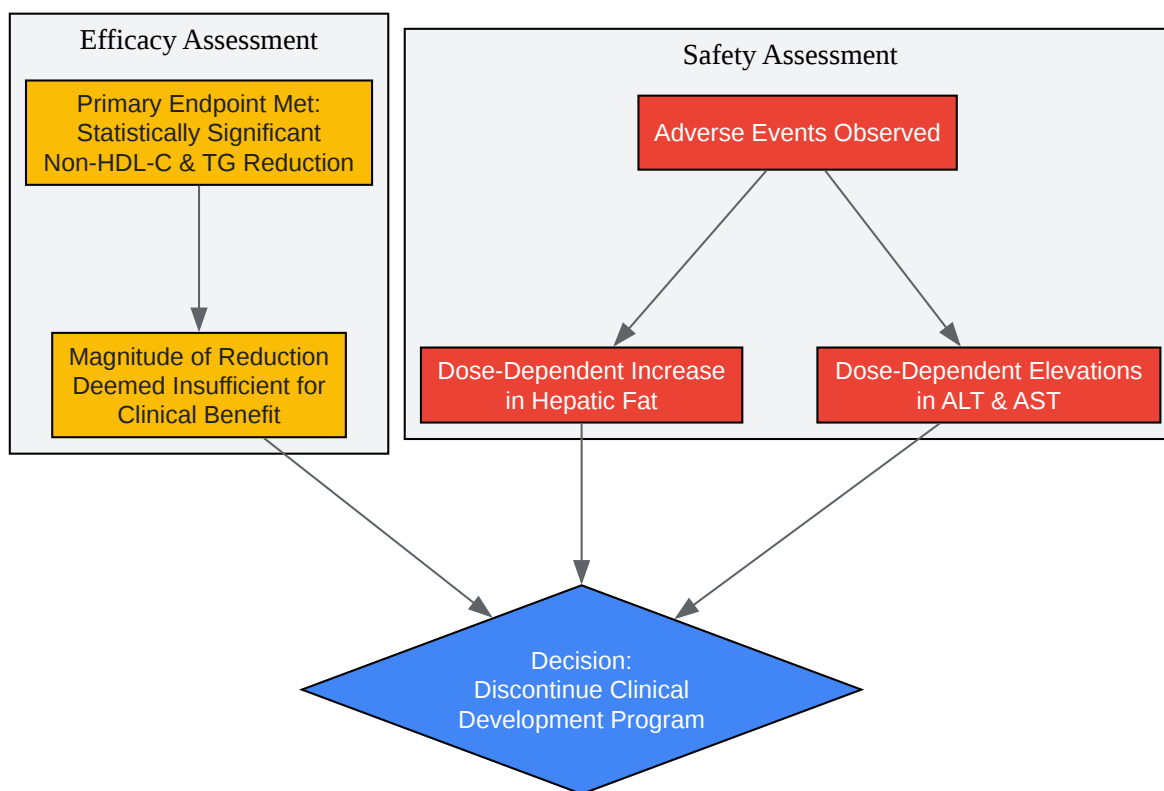 Efficacy Assessment
Primary Endpoint Met:
Statistically Significant
Non-HDL-C & TG Reduction
Magnitude of Reduction
Deemed Insufficient for
Clinical Benefit
Safety Assessment
Adverse Events Observed
Dose-Dependent Increase
in Hepatic Fat
Dose-Dependent Elevations
in ALT & AST
Decision:
Discontinue Clinical
Development Program